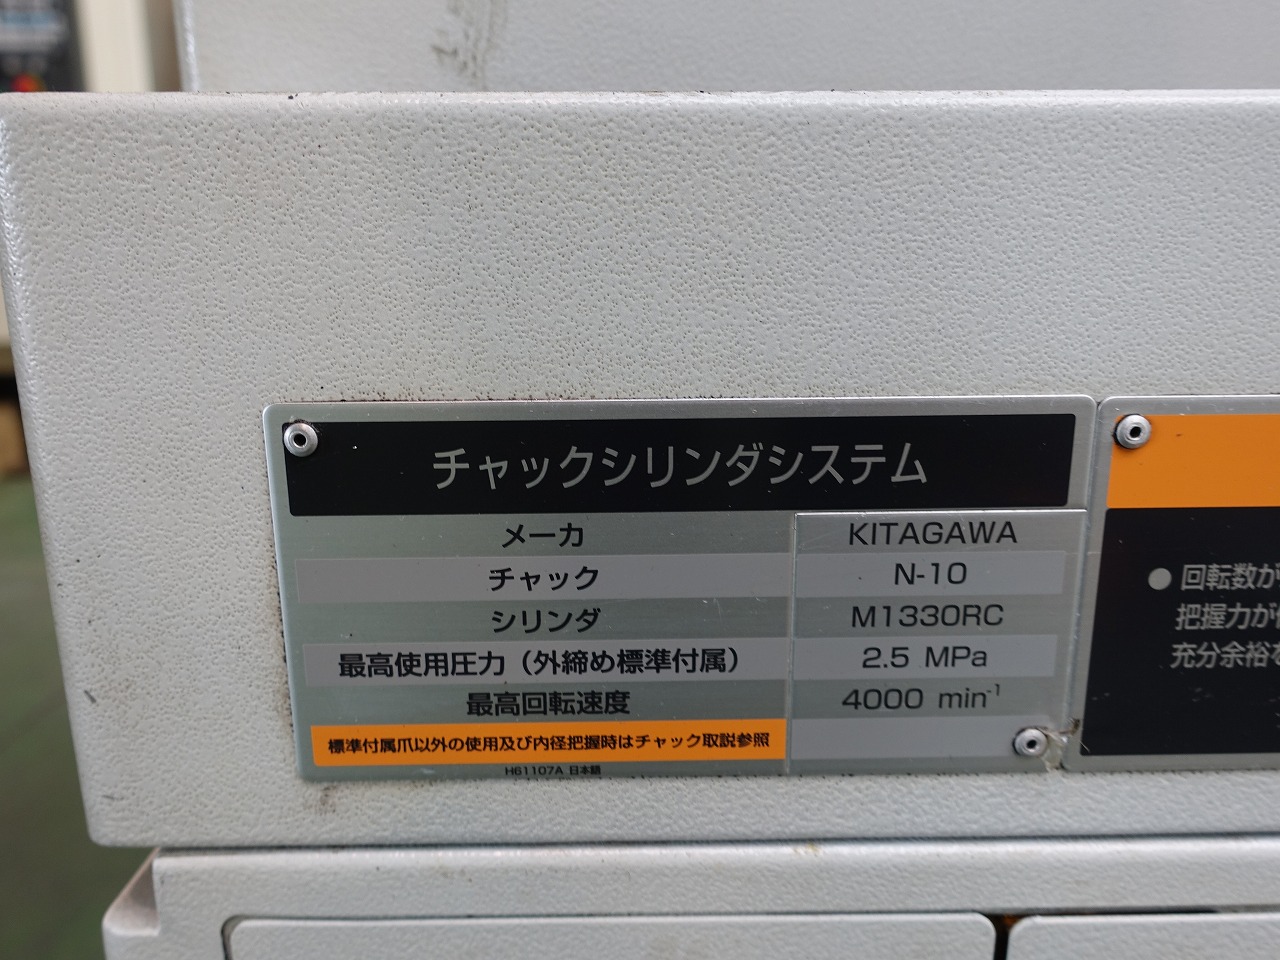 チャックシリンダシステム
メーカ KITAGAWA
チャック N-10
シリンダ M1330RC
最高使用圧力(外締め標準付属) 2.5 MPa
最高回転速度 4000 min⁻¹
標準付属爪以外の使用及び内径把握時はチャック取説参照
H61107A 日本語
● 回転数が
把握力が
充分余裕